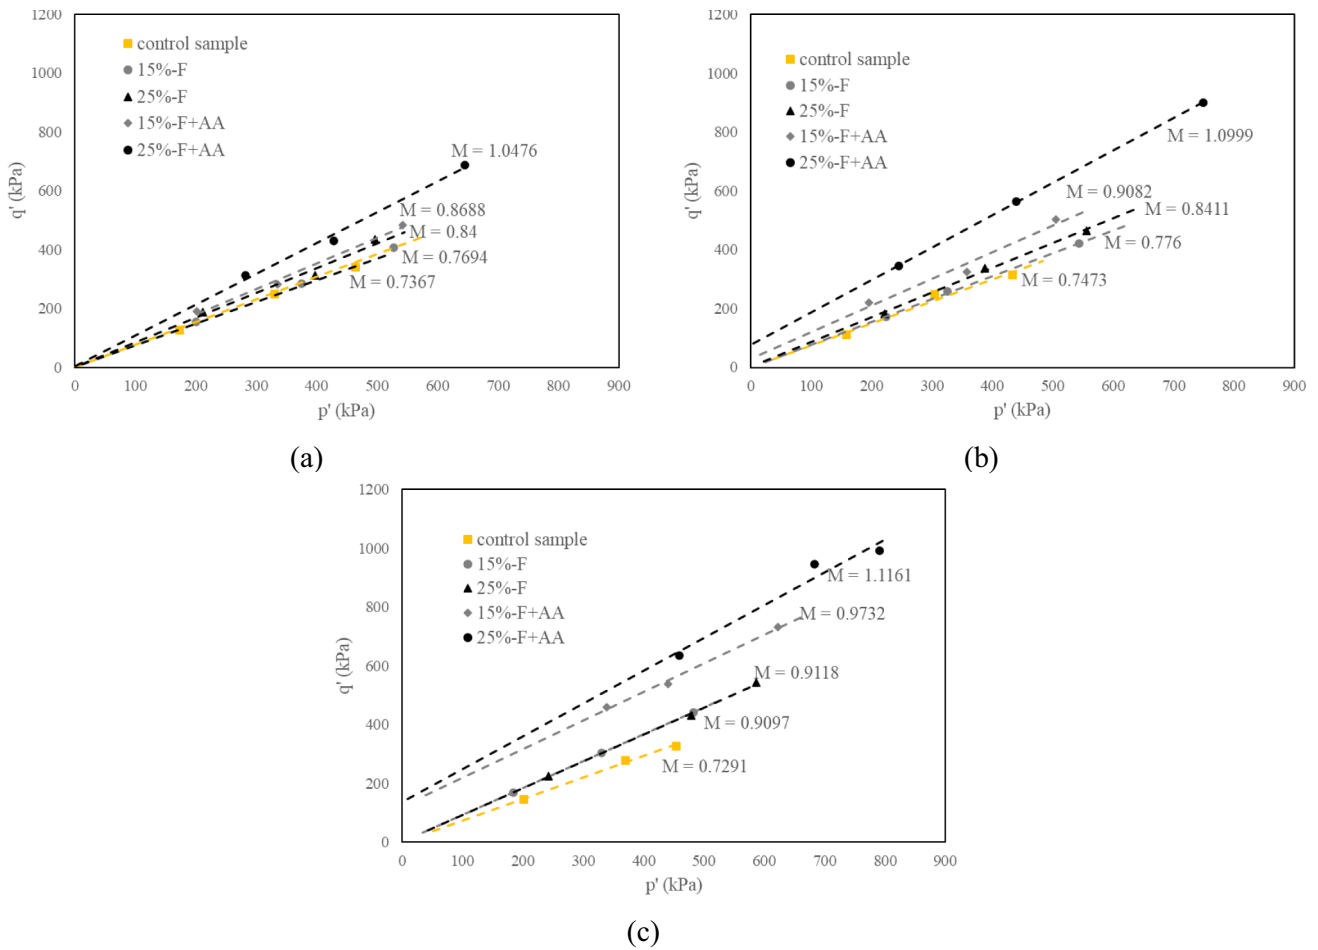 1200
1000
800
600
400
200
0
q' (kPa)
control sample
15%-F
25%-F
15%-F+AA
25%-F+AA
M = 1.0476
M = 0.8688
M = 0.84
M = 0.7694
M = 0.7367
0 100 200 300 400 500 600 700 800 900
p' (kPa)
(a)
1200
1000
800
600
400
200
0
q' (kPa)
control sample
15%-F
25%-F
15%-F+AA
25%-F+AA
M = 1.0999
M = 0.9082
M = 0.8411
M = 0.776
M = 0.7473
0 100 200 300 400 500 600 700 800 900
p' (kPa)
(b)
1200
1000
800
600
400
200
0
q' (kPa)
control sample
15%-F
25%-F
15%-F+AA
25%-F+AA
M = 1.1161
M = 0.9732
M = 0.9118
M = 0.9097
M = 0.7291
0 100 200 300 400 500 600 700 800 900
p' (kPa)
(c)